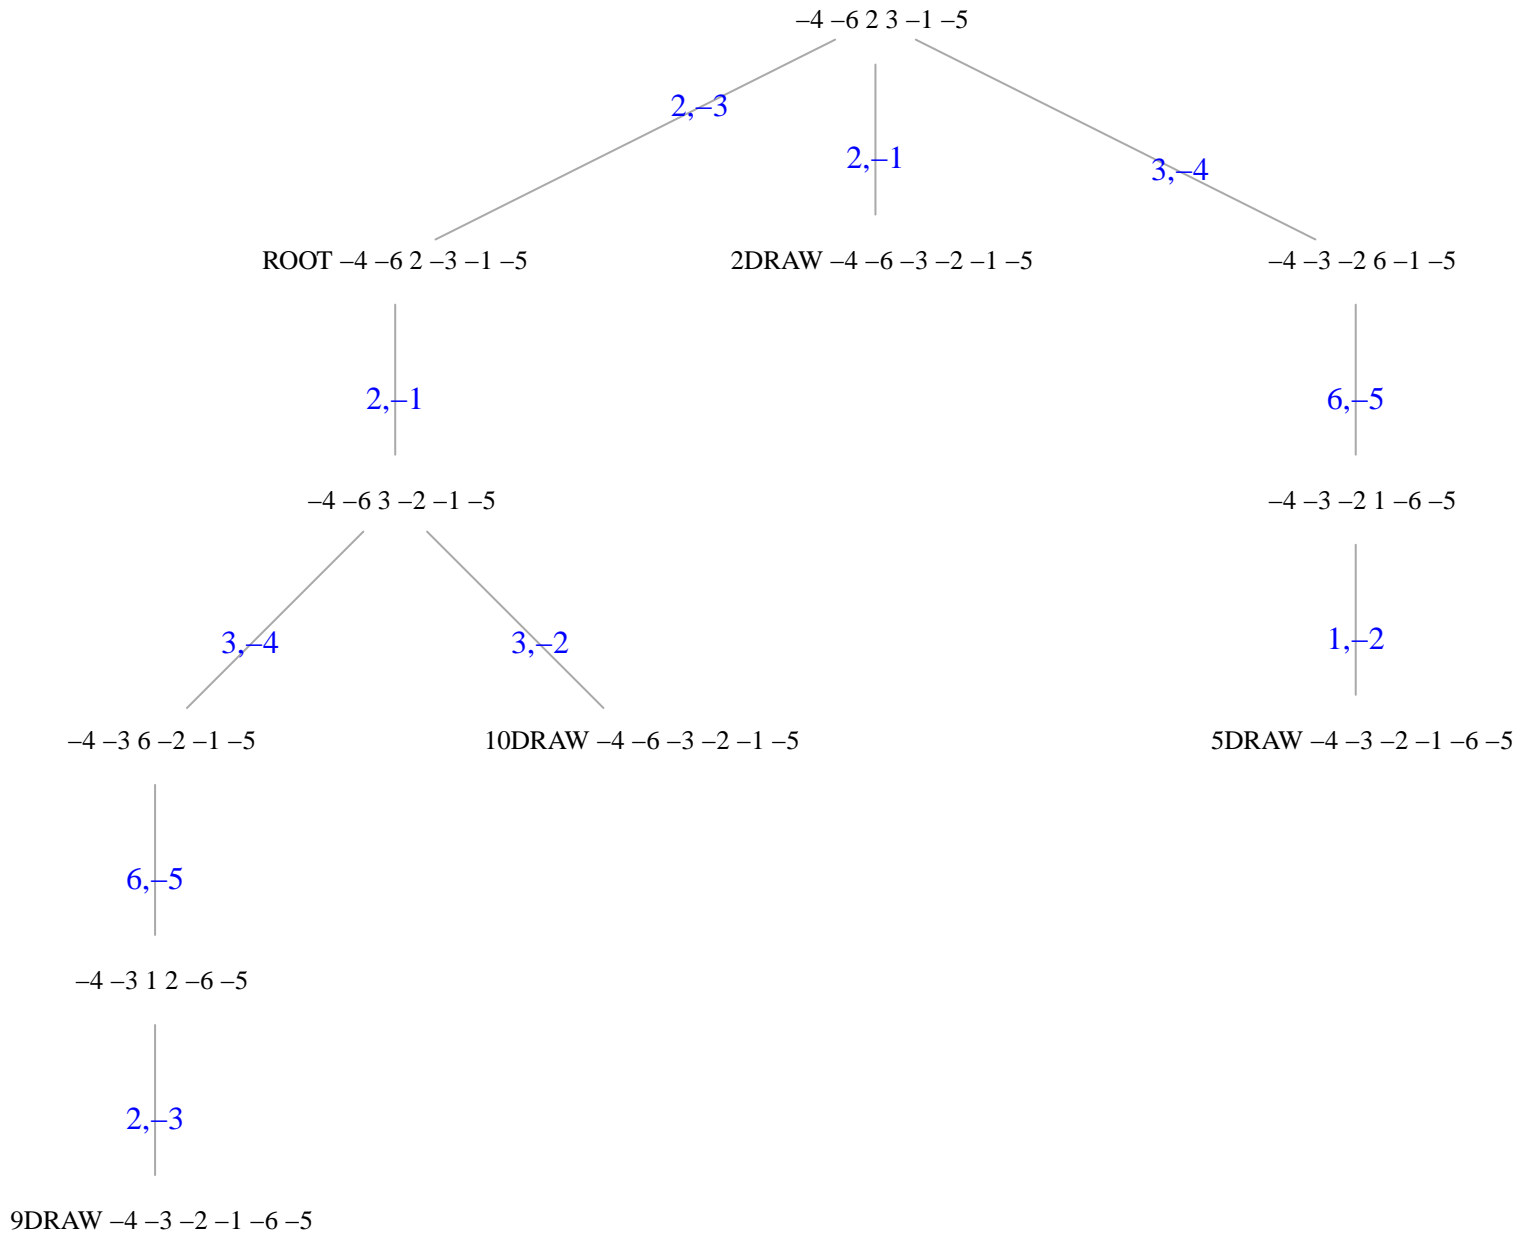 –4 –6 2 3 –1 –5
2,–3
2,–1
3,–4
ROOT –4 –6 2 –3 –1 –5
2DRAW –4 –6 –3 –2 –1 –5
–4 –3 –2 6 –1 –5
2,–1
6,–5
–4 –6 3 –2 –1 –5
–4 –3 –2 1 –6 –5
3,–4
3,–2
1,–2
–4 –3 6 –2 –1 –5
10DRAW –4 –6 –3 –2 –1 –5
5DRAW –4 –3 –2 –1 –6 –5
6,–5
–4 –3 1 2 –6 –5
2,–3
9DRAW –4 –3 –2 –1 –6 –5